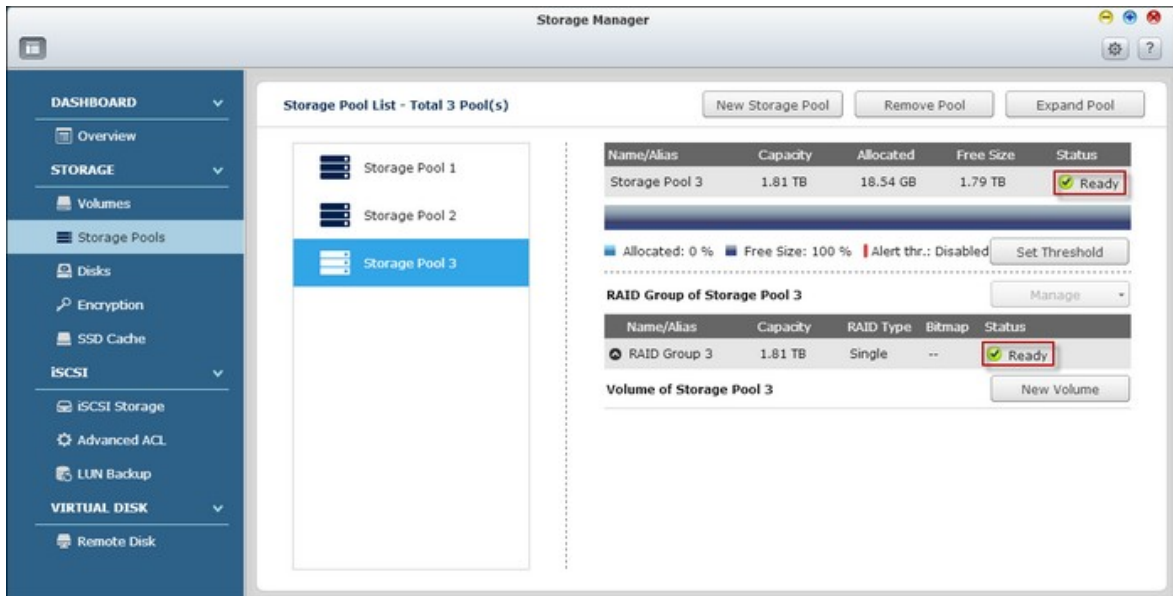 Storage Manager
?
DASHBOARD
Overview
STORAGE
Volumes
Storage Pools
Disks
Encryption
SSD Cache
iSCSI
iSCSI Storage
Advanced ACL
LUN Backup
VIRTUAL DISK
Remote Disk
Storage Pool List - Total 3 Pool(s)
New Storage Pool
Remove Pool
Expand Pool
Storage Pool 1
Storage Pool 2
Storage Pool 3
Name/Alias Capacity Allocated Free Size Status
Storage Pool 3 1.81 TB 18.54 GB 1.79 TB Ready
Allocated: 0 % Free Size: 100 % Alert thr.: Disabled Set Threshold
RAID Group of Storage Pool 3 Manage
Name/Alias Capacity RAID Type Bitmap Status
RAID Group 3 1.81 TB Single -- Ready
Volume of Storage Pool 3 New Volume